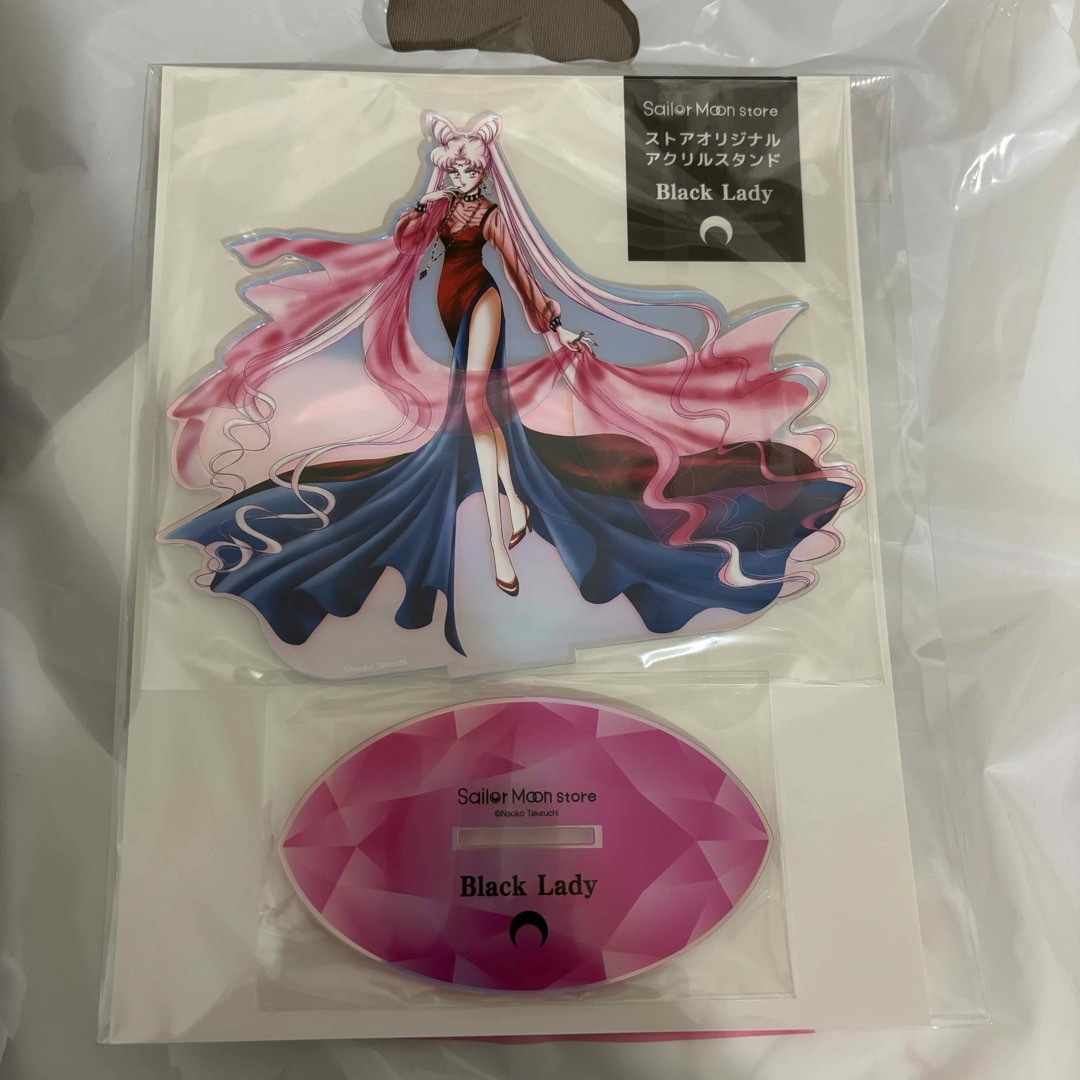 Sailor Moon store
ストアオリジナル
アクリルスタンド
Black Lady
©Naoko Takeuchi
Sailor Moon store
©Naoko Takeuchi
Black Lady